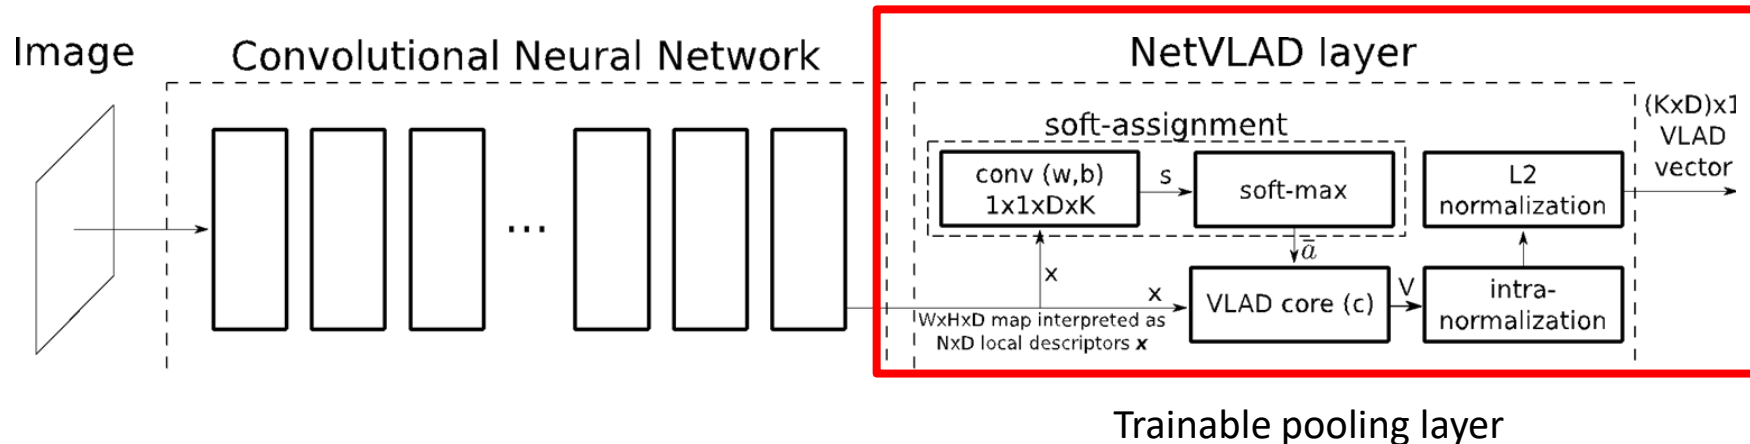 Image
Convolutional Neural Network
NetVLAD layer
soft-assignment
conv (w,b)
1x1xDxK
s
soft-max
L2
normalization
(KxD)x1
VLAD
vector
...
x
ā
x
VLAD core (c)
V
intra-
normalization
WxHxD map interpreted as
NxD local descriptors x
Trainable pooling layer